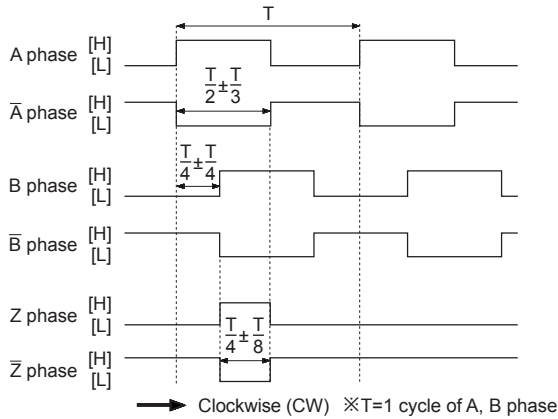 T
A phase [H]
[L]
A̅ phase [H]
[L]
T/2±T/3
T/4±T/4
B phase [H]
[L]
B̅ phase [H]
[L]
Z phase [H]
[L]
T/4±T/8
Z̅ phase [H]
[L]
Clockwise (CW) ※T=1 cycle of A, B phase